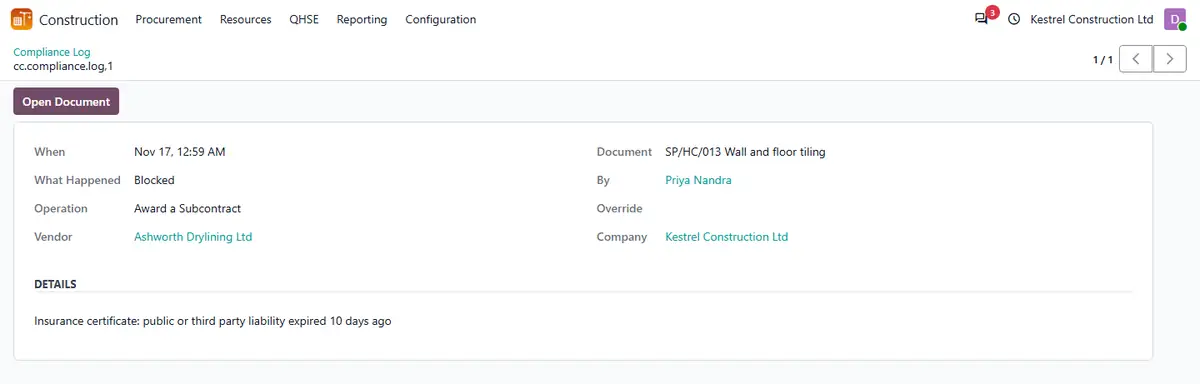 Construction Procurement Resources QHSE Reporting Configuration 3 Kestrel Construction Ltd D
Compliance Log
cc.compliance.log,1
1 / 1
Open Document
When Nov 17, 12:59 AM Document SP/HC/013 Wall and floor tiling
What Happened Blocked By Priya Nandra
Operation Award a Subcontract Override
Vendor Ashworth Drylining Ltd Company Kestrel Construction Ltd
DETAILS
Insurance certificate: public or third party liability expired 10 days ago